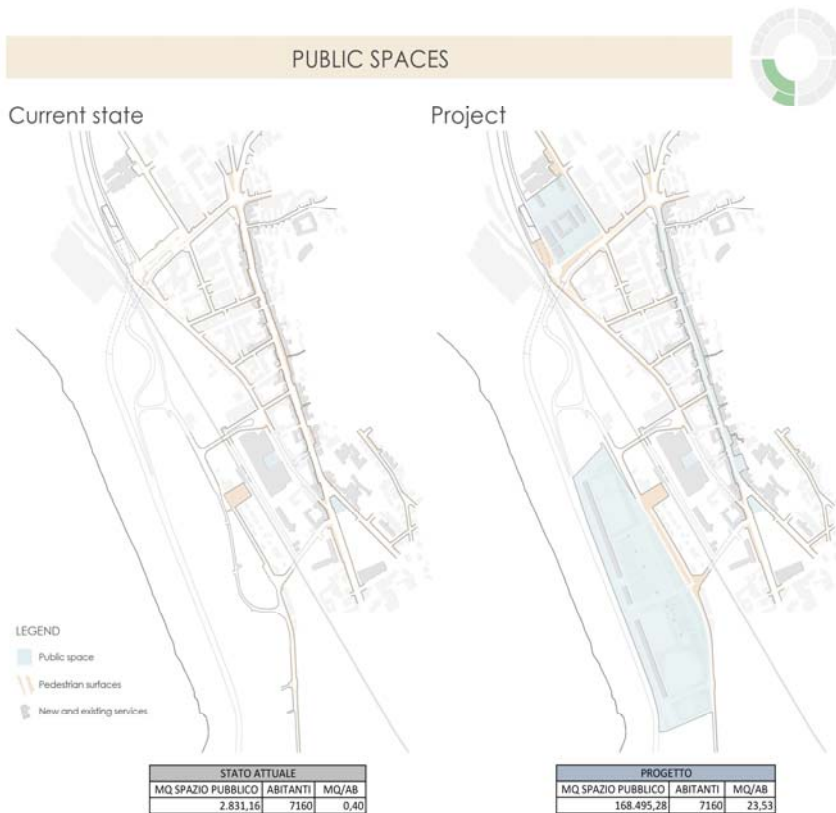 PUBLIC SPACES
Current state
Project
LEGEND
Public space
Pedestrian surfaces
New and existing services
STATO ATTUALE
MQ SPAZIO PUBBLICO ABITANTI MQ/AB
2.831,16 7160 0,40
PROGETTO
MQ SPAZIO PUBBLICO ABITANTI MQ/AB
168.495,28 7160 23,53